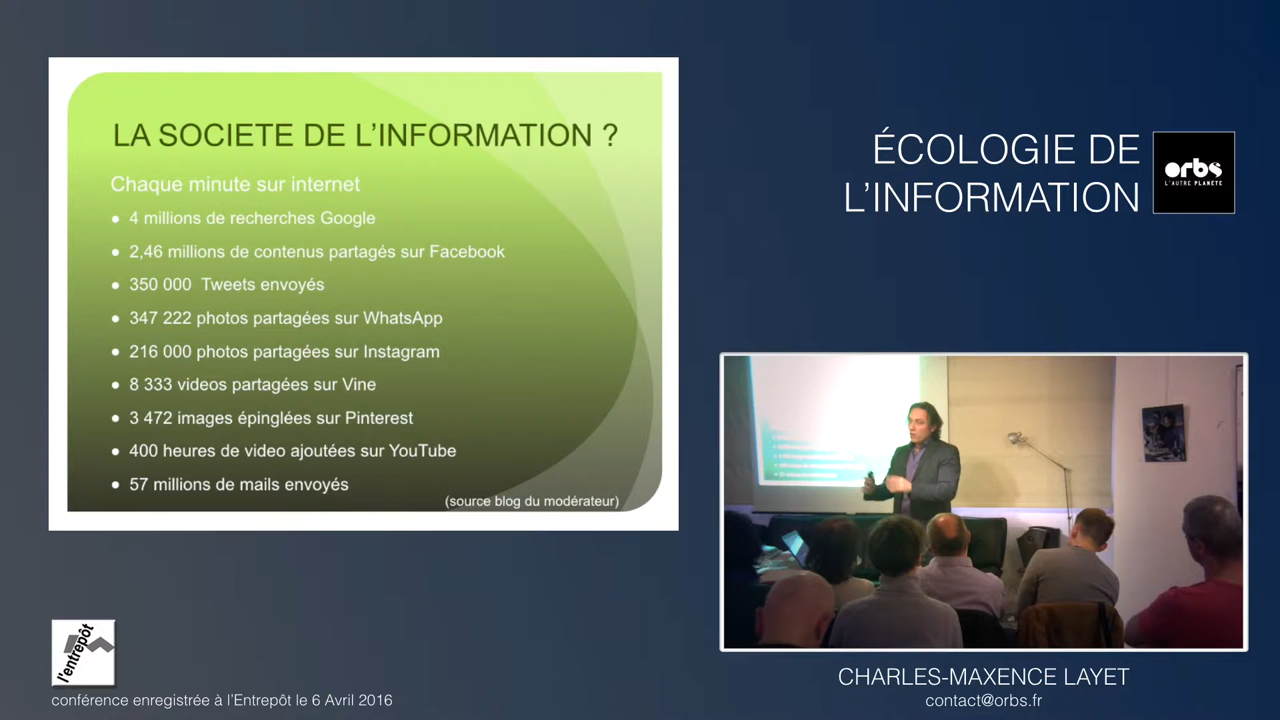 LA SOCIETE DE L'INFORMATION ?
Chaque minute sur internet
● 4 millions de recherches Google
● 2,46 millions de contenus partagés sur Facebook
● 350 000 Tweets envoyés
● 347 222 photos partagées sur WhatsApp
● 216 000 photos partagées sur Instagram
● 8 333 videos partagées sur Vine
● 3 472 images épinglées sur Pinterest
● 400 heures de video ajoutées sur YouTube
● 57 millions de mails envoyés
(source blog du modérateur)
ÉCOLOGIE DE
L'INFORMATION
orbs
L'AUTRE PLANÈTE
l'entrepôt
conférence enregistrée à l'Entrepôt le 6 Avril 2016
CHARLES-MAXENCE LAYET
contact@orbs.fr